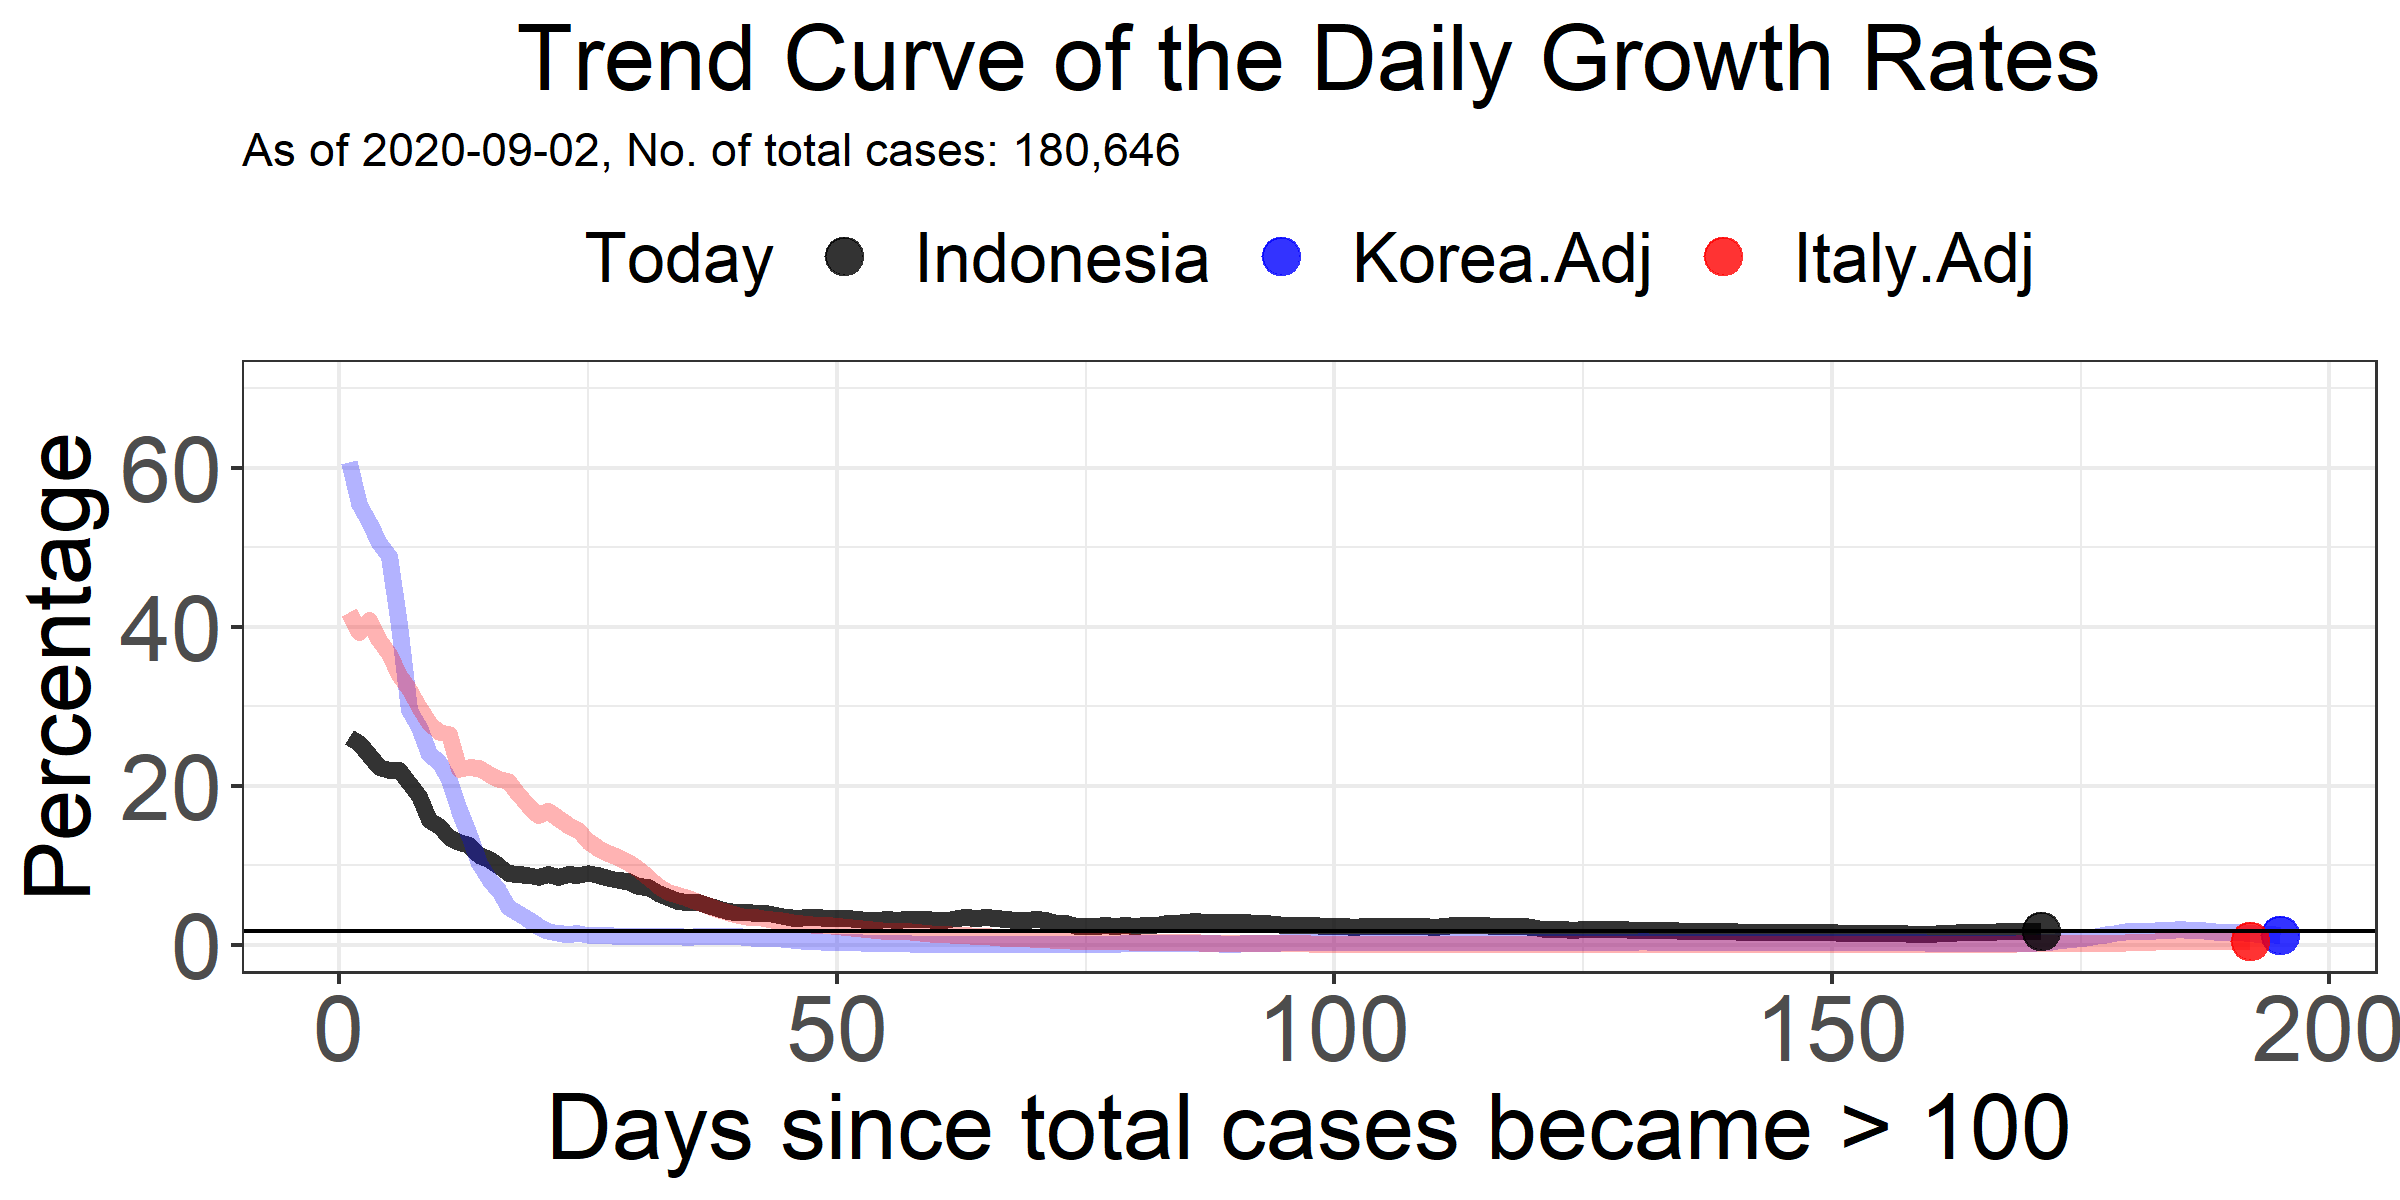 Trend Curve of the Daily Growth Rates
As of 2020-09-02, No. of total cases: 180,646
Today Indonesia Korea.Adj Italy.Adj
Percentage
60
40
20
0
0 50 100 150 200
Days since total cases became > 100